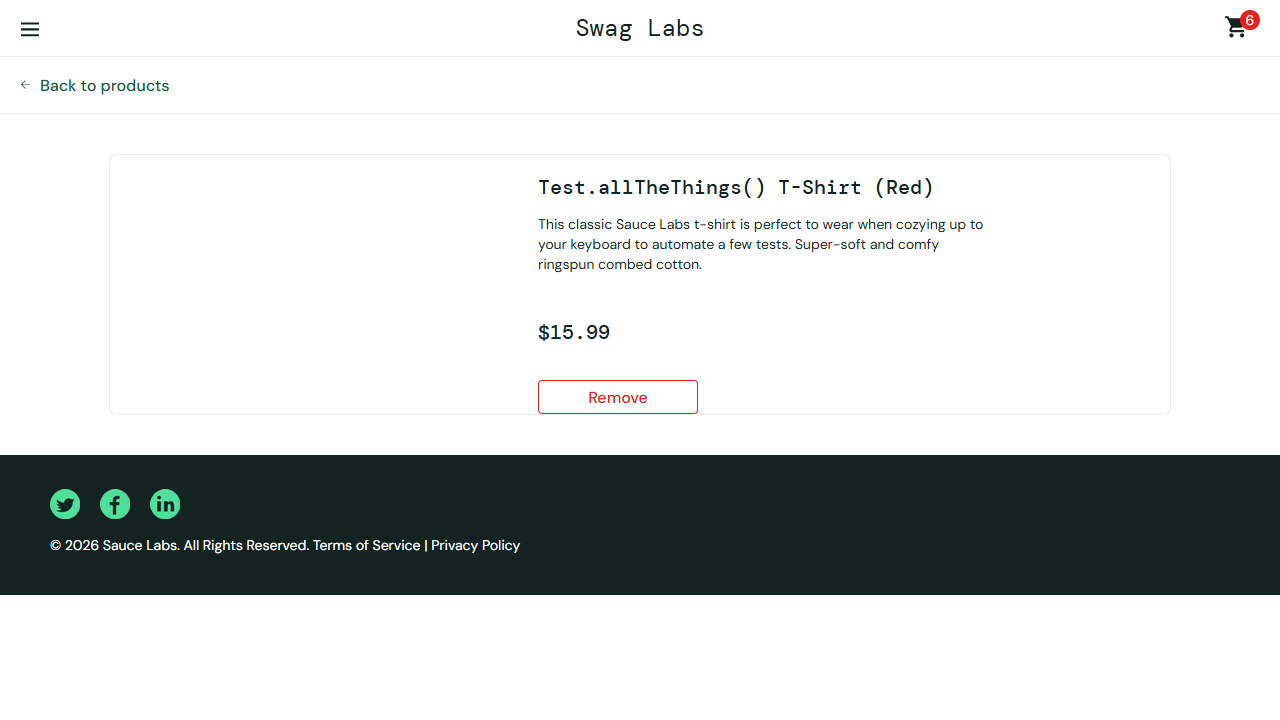 Swag Labs
6
Back to products
Test.allTheThings() T-Shirt (Red)
This classic Sauce Labs t-shirt is perfect to wear when cozying up to
your keyboard to automate a few tests. Super-soft and comfy
ringspun combed cotton.
$15.99
Remove
© 2026 Sauce Labs. All Rights Reserved. Terms of Service | Privacy Policy